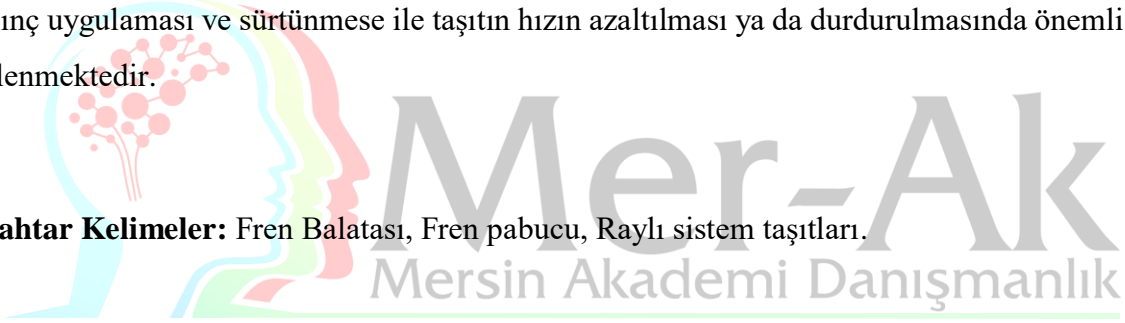 ınç uygulaması ve sürtünmese ile taşıtın hızın azaltılması ya da durdurulmasında önemli
lenmektedir.
Mer-Ak
ahtar Kelimeler: Fren Balatası, Fren pabucu, Raylı sistem taşıtları.
Mersin Akademi Danışmanlık